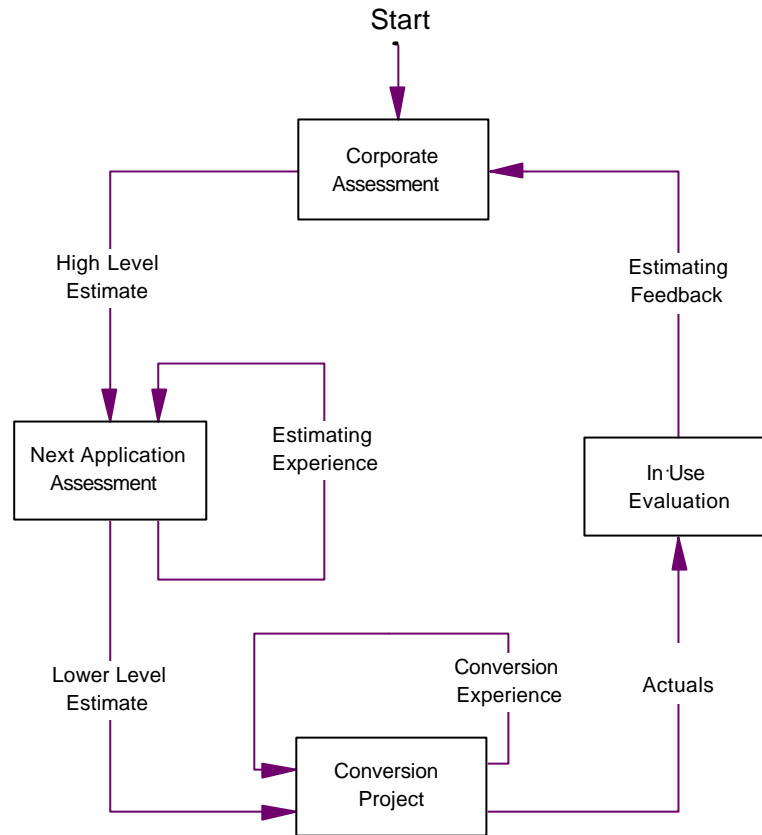 Start
Corporate
Assessment
High Level
Estimate
Estimating
Feedback
Next Application
Assessment
Estimating
Experience
In·Use
Evaluation
Lower Level
Estimate
Conversion
Experience
Actuals
Conversion
Project